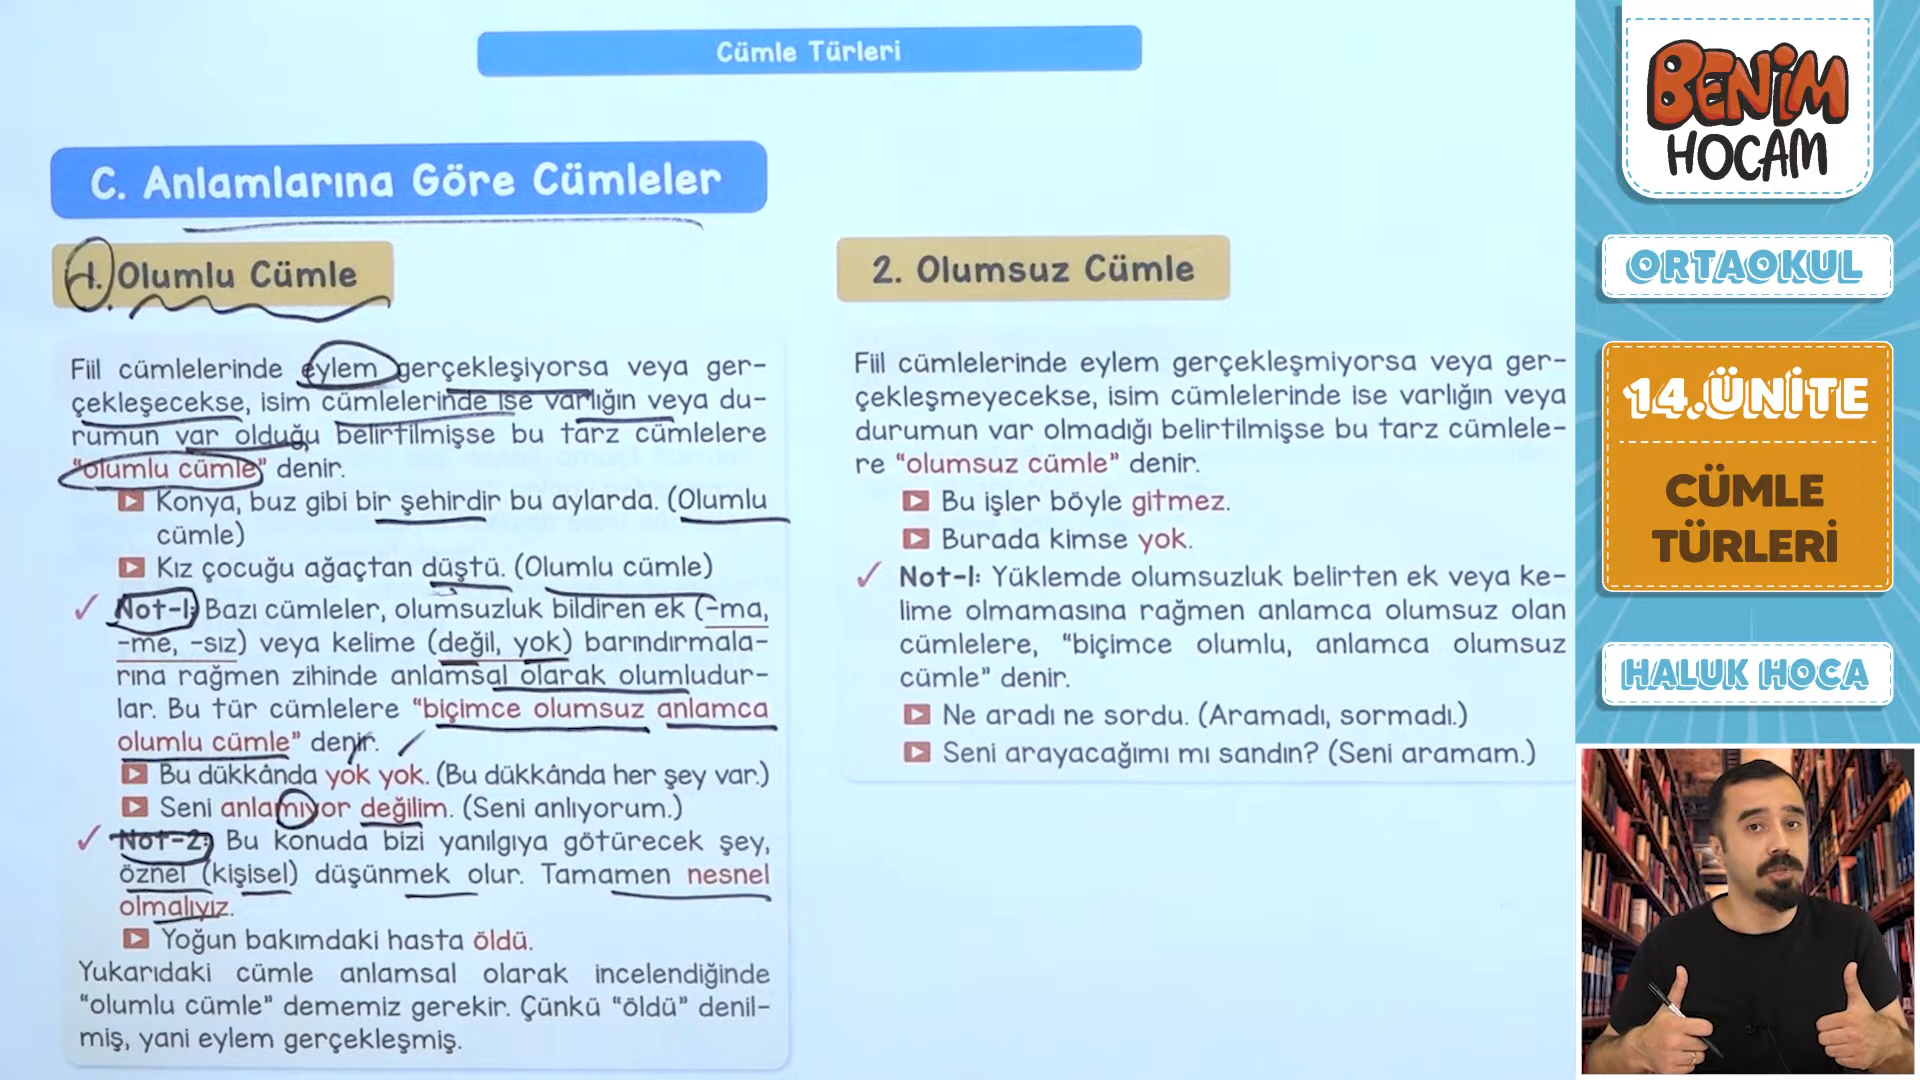 Cümle Türleri
C. Anlamlarına Göre Cümleler
1. Olumlu Cümle
Fiil cümlelerinde eylem gerçekleşiyorsa veya ger-
çekleşecekse, isim cümlelerinde ise varlığın veya du-
rumun var olduğu belirtilmişse bu tarz cümlelere
“olumlu cümle” denir.
Konya, buz gibi bir şehirdir bu aylarda. (Olumlu
cümle)
Kız çocuğu ağaçtan düştü. (Olumlu cümle)
Not-1: Bazı cümleler, olumsuzluk bildiren ek (-ma,
-me, -sız) veya kelime (değil, yok) barındırmala-
rına rağmen zihinde anlamsal olarak olumludur-
lar. Bu tür cümlelere “biçimce olumsuz anlamca
olumlu cümle” denir.
Bu dükkânda yok yok. (Bu dükkânda her şey var.)
Seni anlamıyor değilim. (Seni anlıyorum.)
Not-2: Bu konuda bizi yanılgıya götürecek şey,
öznel (kişisel) düşünmek olur. Tamamen nesnel
olmalıyız.
Yoğun bakımdaki hasta öldü.
Yukarıdaki cümle anlamsal olarak incelendiğinde
“olumlu cümle” dememiz gerekir. Çünkü “öldü” denil-
miş, yani eylem gerçekleşmiş.
2. Olumsuz Cümle
Fiil cümlelerinde eylem gerçekleşmiyorsa veya ger-
çekleşmeyecekse, isim cümlelerinde ise varlığın veya
durumun var olmadığı belirtilmişse bu tarz cümlele-
re “olumsuz cümle” denir.
Bu işler böyle gitmez.
Burada kimse yok.
Not-1: Yüklemde olumsuzluk belirten ek veya ke-
lime olmamasına rağmen anlamca olumsuz olan
cümlelere, “biçimce olumlu, anlamca olumsuz
cümle” denir.
Ne aradı ne sordu. (Aramadı, sormadı.)
Seni arayacağımı mı sandın? (Seni aramam.)
BENİM
HOCAM
ORTAOKUL
14.ÜNİTE
CÜMLE
TÜRLERİ
HALUK HOCA